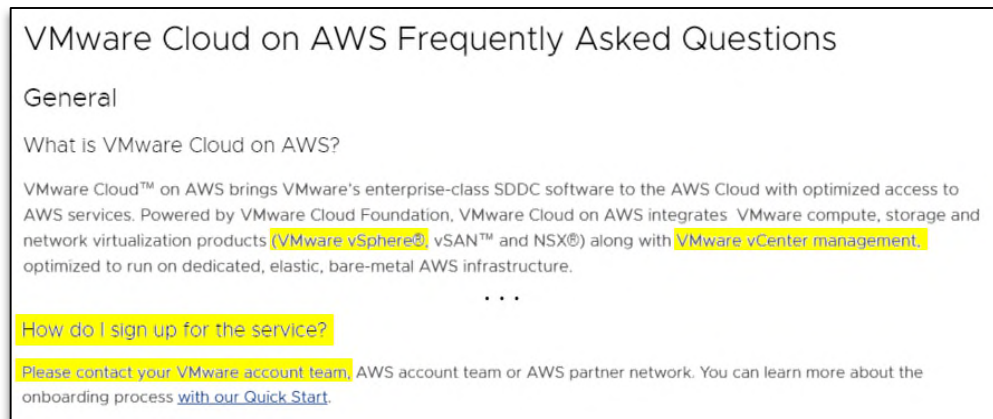 VMware Cloud on AWS Frequently Asked Questions
General
What is VMware Cloud on AWS?
VMware Cloud™ on AWS brings VMware's enterprise-class SDDC software to the AWS Cloud with optimized access to
AWS services. Powered by VMware Cloud Foundation, VMware Cloud on AWS integrates VMware compute, storage and
network virtualization products (VMware vSphere®, vSAN™ and NSX®) along with VMware vCenter management,
optimized to run on dedicated, elastic, bare-metal AWS infrastructure.
...
How do I sign up for the service?
Please contact your VMware account team, AWS account team or AWS partner network. You can learn more about the
onboarding process with our Quick Start.